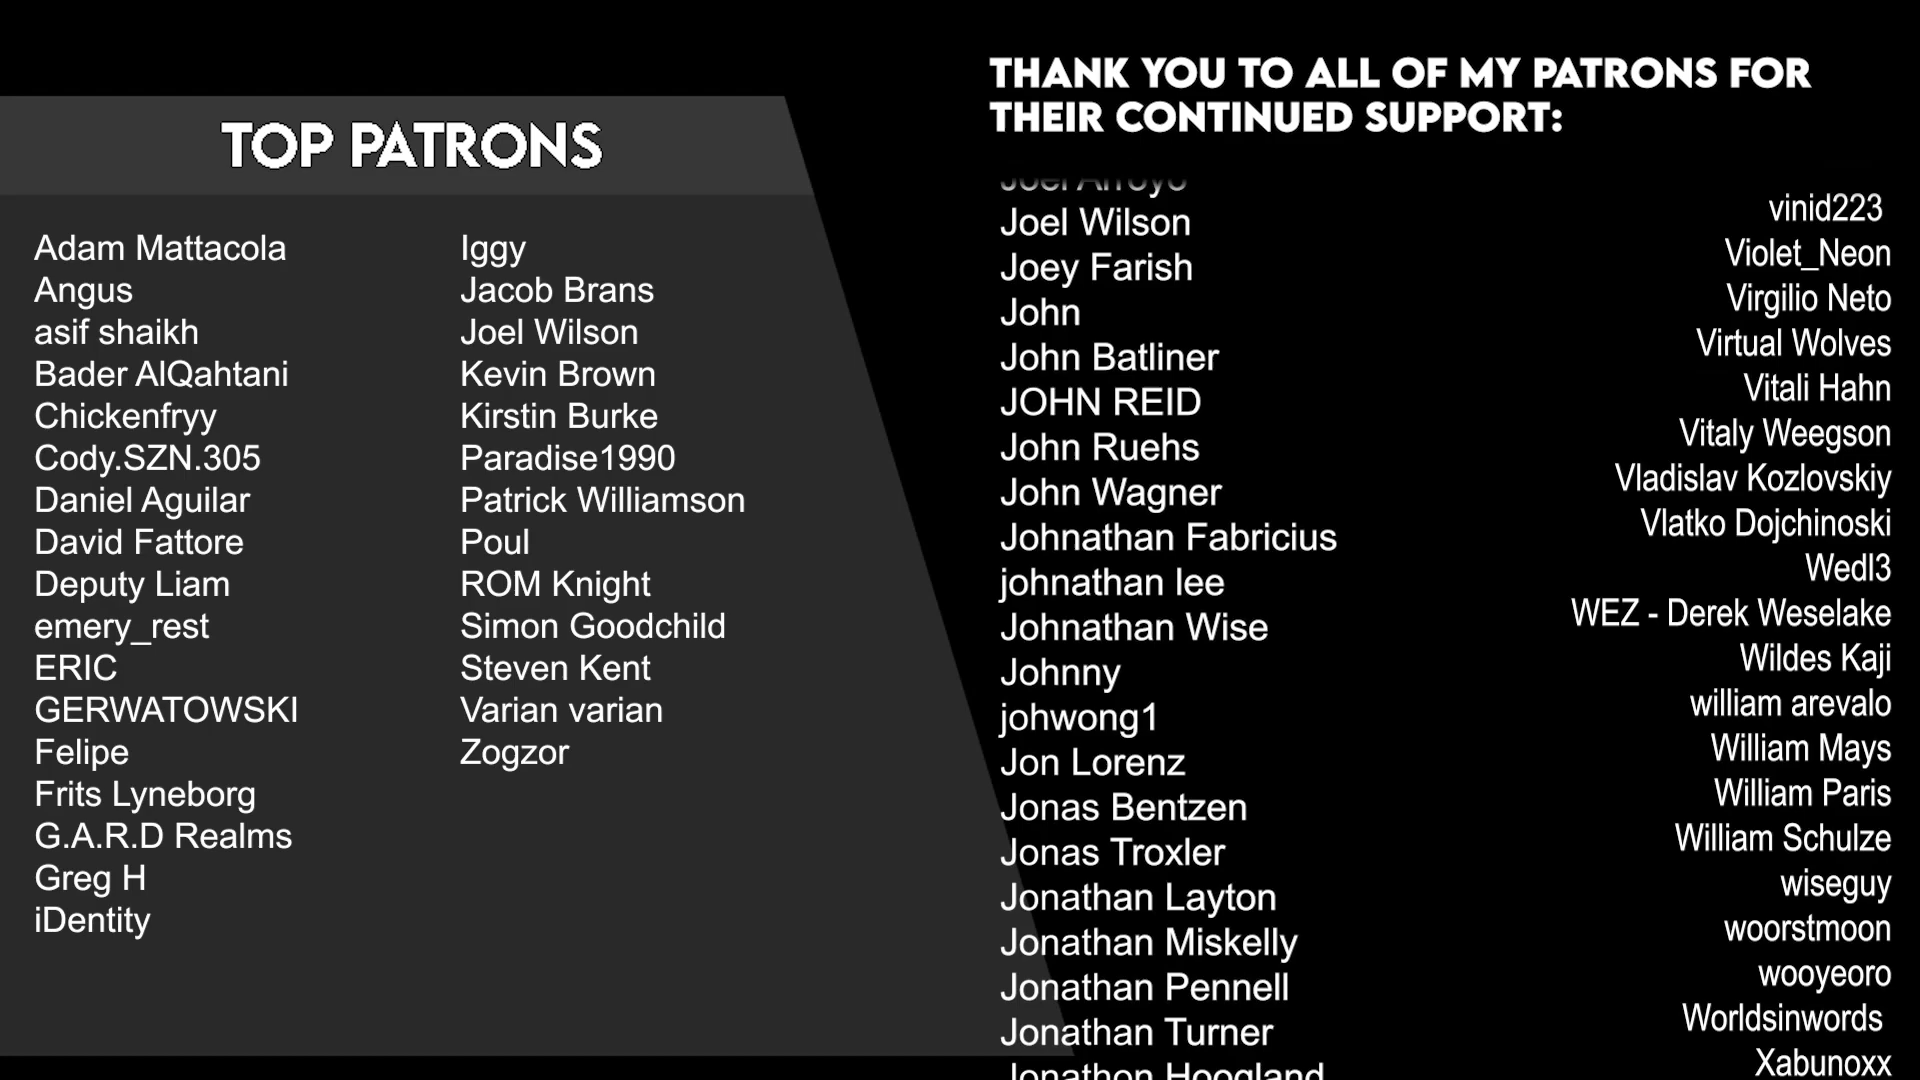 TOP PATRONS
Adam Mattacola
Angus
asif shaikh
Bader AlQahtani
Chickenfryy
Cody.SZN.305
Daniel Aguilar
David Fattore
Deputy Liam
emery_rest
ERIC
GERWATOWSKI
Felipe
Frits Lyneborg
G.A.R.D Realms
Greg H
iDentity
Iggy
Jacob Brans
Joel Wilson
Kevin Brown
Kirstin Burke
Paradise1990
Patrick Williamson
Poul
ROM Knight
Simon Goodchild
Steven Kent
Varian varian
Zogzor
THANK YOU TO ALL OF MY PATRONS FOR
THEIR CONTINUED SUPPORT:
Joel Arroyo
Joel Wilson
Joey Farish
John
John Batliner
JOHN REID
John Ruehs
John Wagner
Johnathan Fabricius
johnathan lee
Johnathan Wise
Johnny
johwong1
Jon Lorenz
Jonas Bentzen
Jonas Troxler
Jonathan Layton
Jonathan Miskelly
Jonathan Pennell
Jonathan Turner
Jonathon Hoogland
vinid223
Violet_Neon
Virgilio Neto
Virtual Wolves
Vitali Hahn
Vitaly Weegson
Vladislav Kozlovskiy
Vlatko Dojchinoski
Wedl3
WEZ - Derek Weselake
Wildes Kaji
william arevalo
William Mays
William Paris
William Schulze
wiseguy
woorstmoon
wooyeoro
Worldsinwords
Xabunoxx